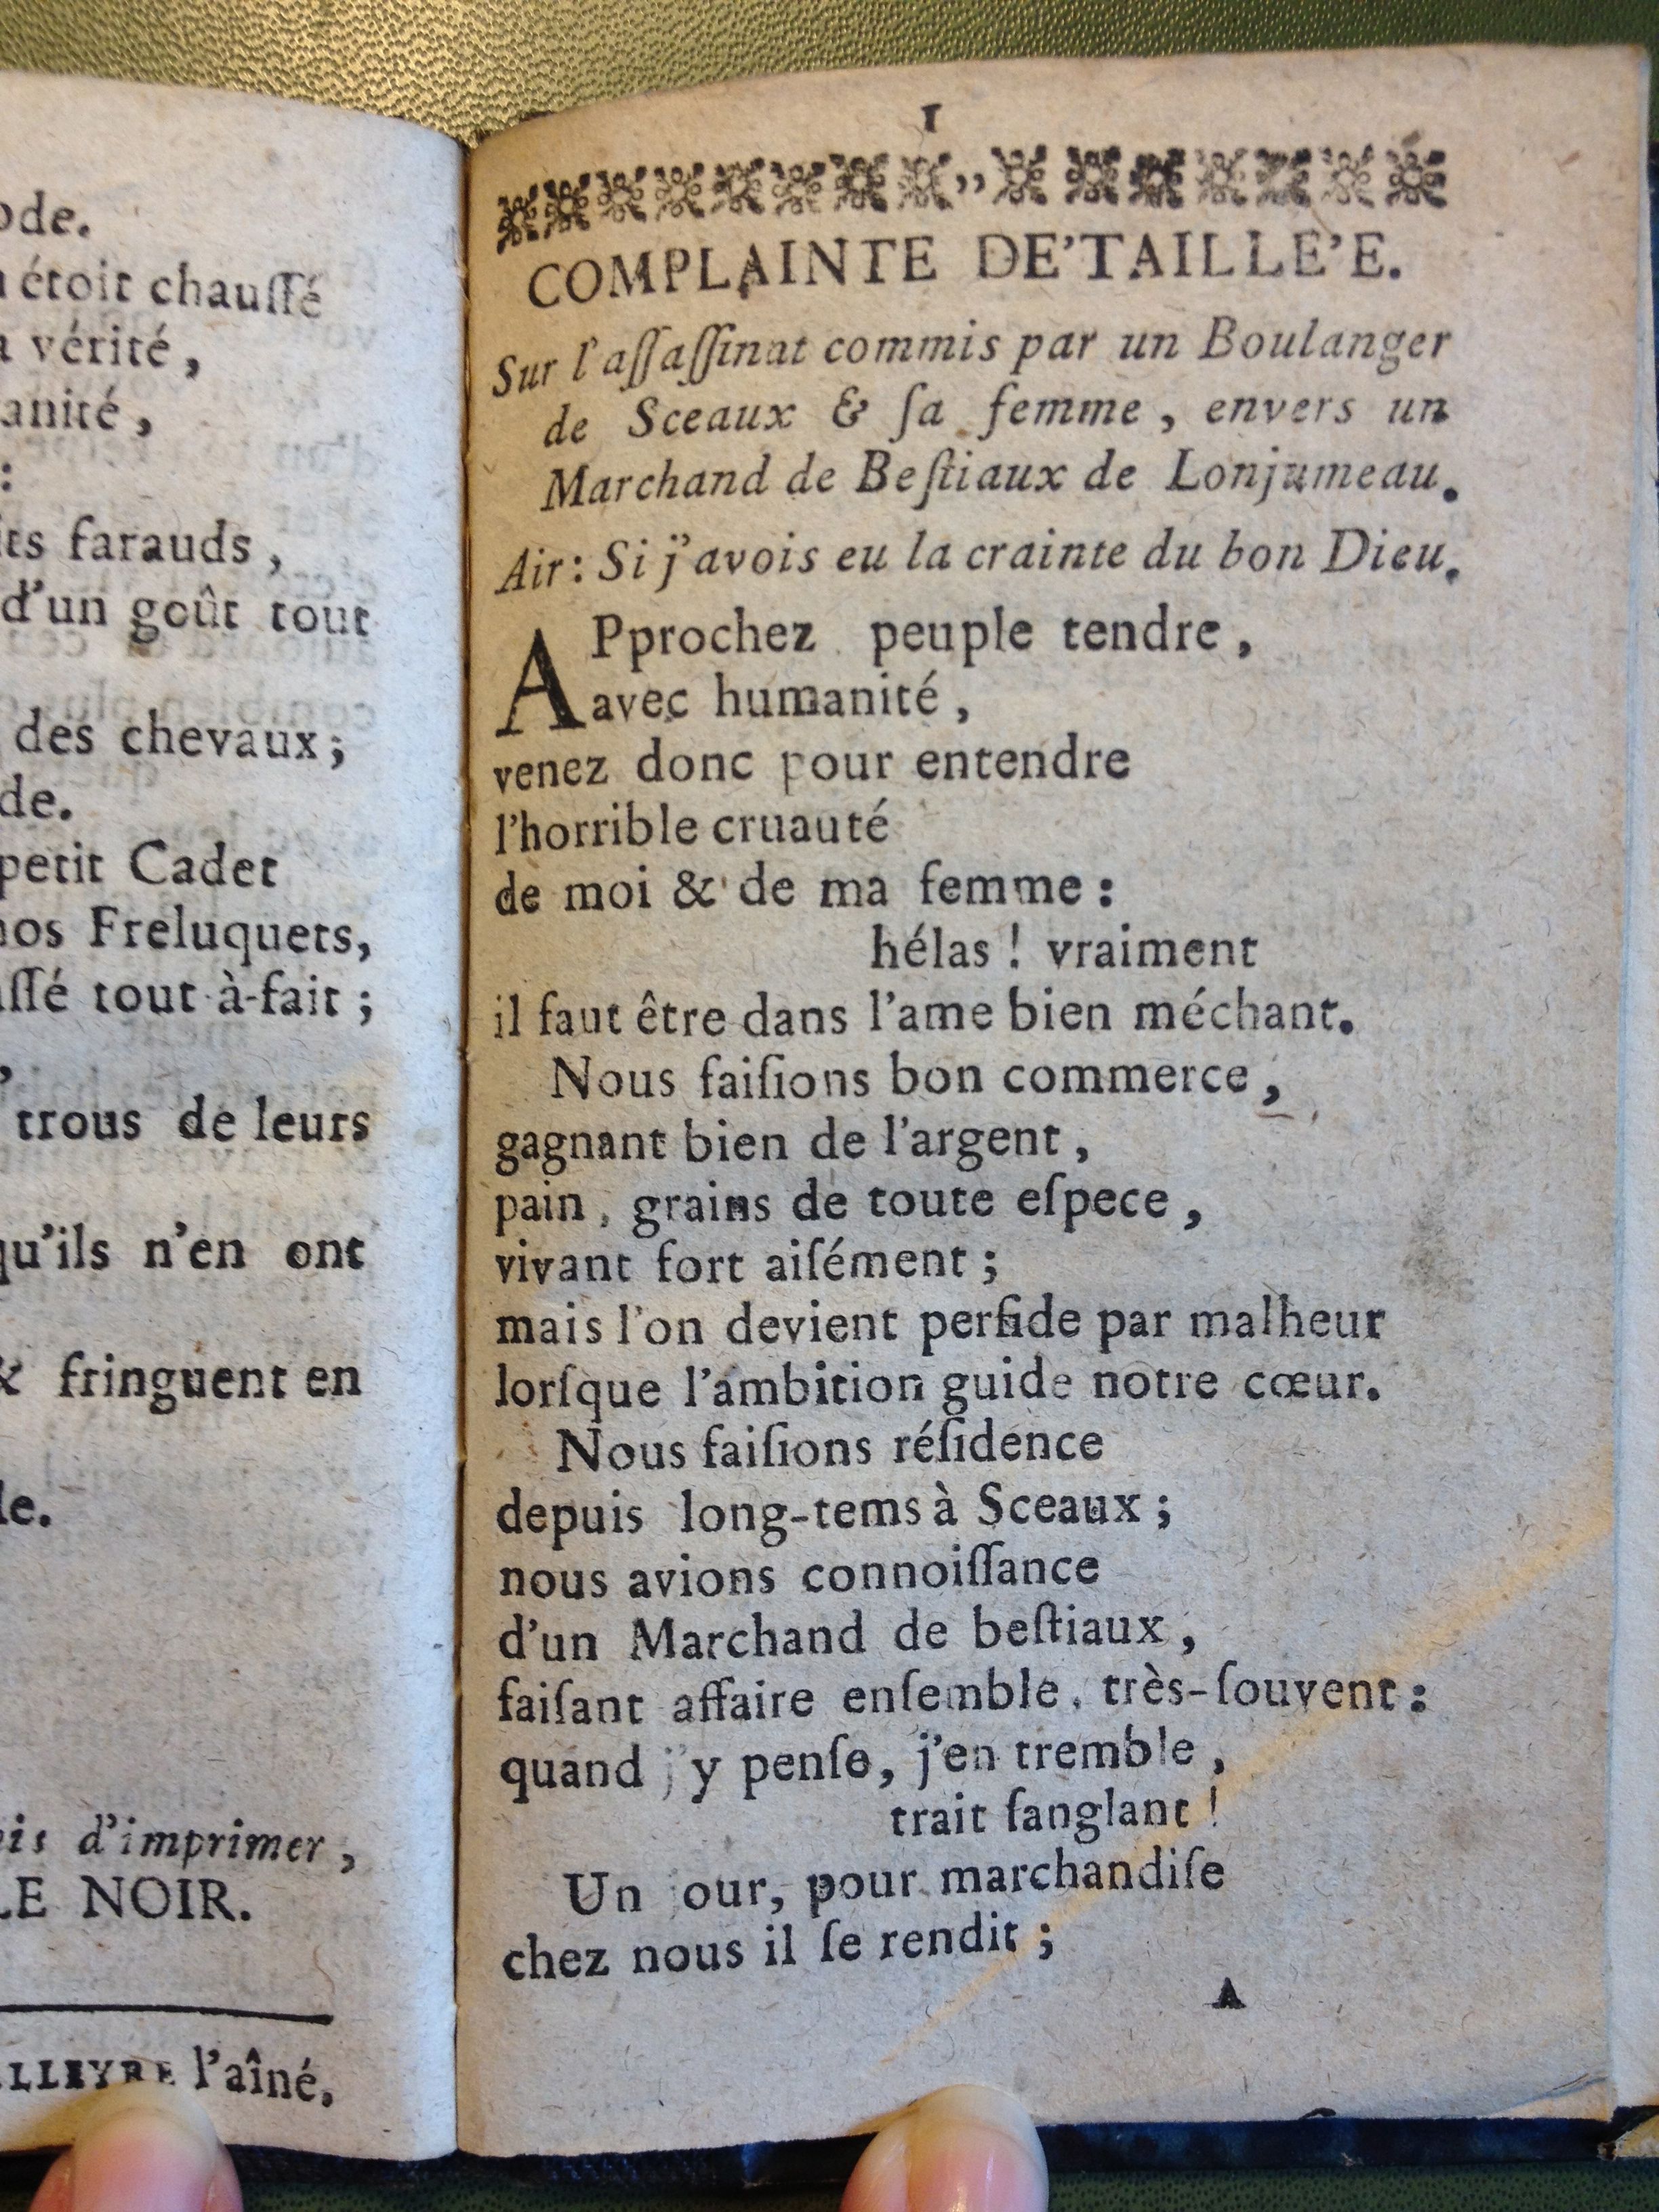 ode.
étoit chauſſé
vérité,
anité,
:
its farauds,
d'un goût tout
des chevaux;
de.
petit Cadet
nos Freluquets,
ſſé tout-à-fait;
trous de leurs
qu'ils n'en ont
& fringuent en
le.
is d'imprimer,
LE NOIR.
LLEYRE l'aîné.
1
COMPLAINTE DE'TAILLE'E.
Sur l'aſſaſſinat commis par un Boulanger
de Sceaux & ſa femme, envers un
Marchand de Beſtiaux de Lonjumeau.
Air: Si j'avois eu la crainte du bon Dieu.
APprochez peuple tendre,
avec humanité,
venez donc pour entendre
l'horrible cruauté
de moi & de ma femme:
hélas! vraiment
il faut être dans l'ame bien méchant.
Nous faiſions bon commerce,
gagnant bien de l'argent,
pain, grains de toute eſpece,
vivant fort aiſément;
mais l'on devient perfide par malheur
lorſque l'ambition guide notre cœur.
Nous faiſions réſidence
depuis long-tems à Sceaux;
nous avions connoiſſance
d'un Marchand de beſtiaux,
faiſant affaire enſemble, très-ſouvent:
quand j'y penſe, j'en tremble,
trait ſanglant!
Un jour, pour marchandiſe
chez nous il ſe rendit;
A